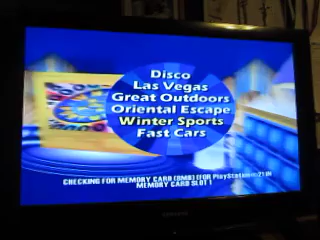 Disco
Las Vegas
Great Outdoors
Oriental Escape
Winter Sports
Fast Cars
CHECKING FOR MEMORY CARD (8MB) (FOR PlayStation®2) IN
MEMORY CARD SLOT 1